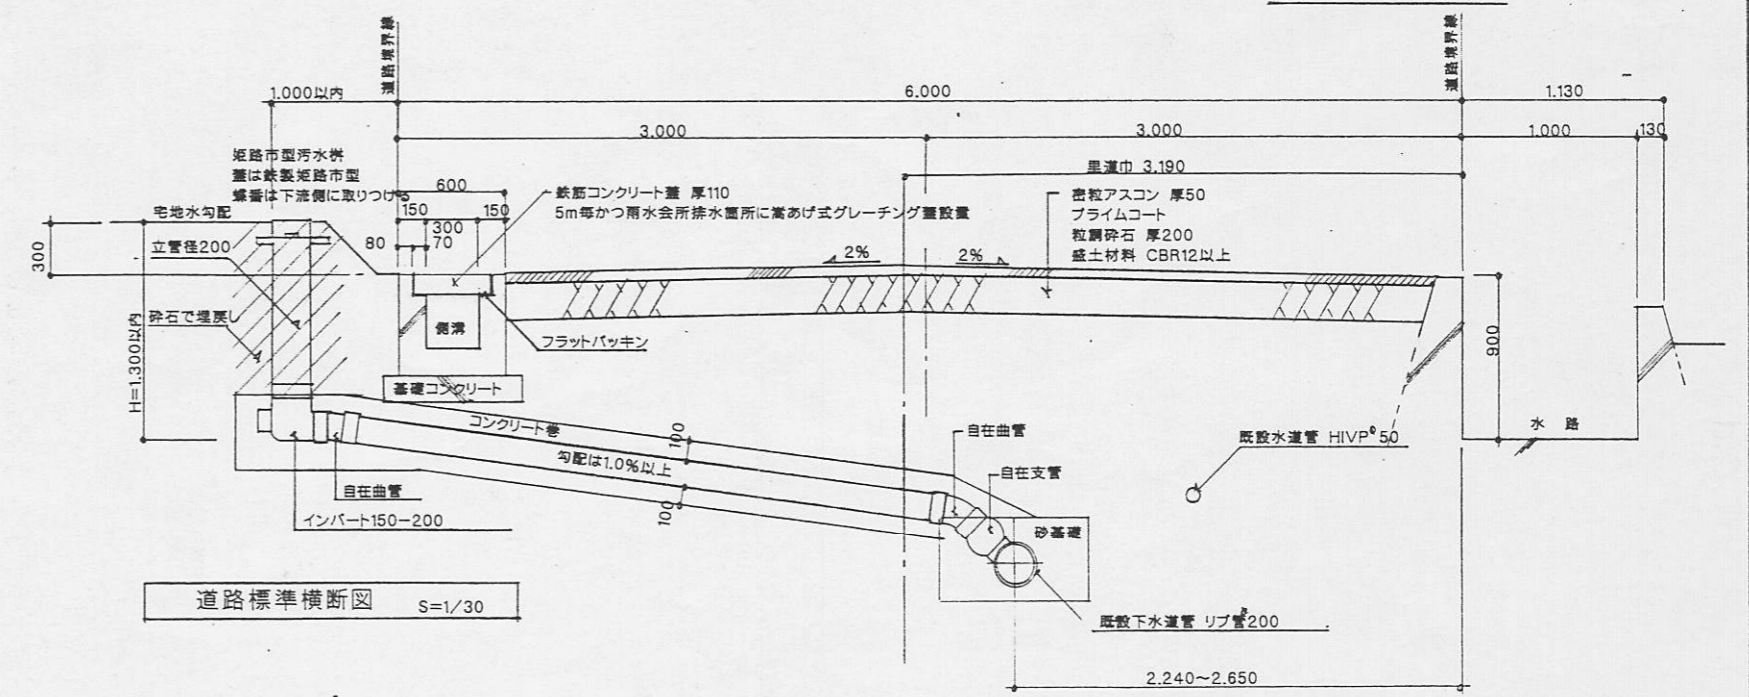 道路境界線
道路境界線
1.000以内
6.000
1.130
3.000
3.000
1.000
130
里道巾 3.190
姫路市型汚水桝
蓋は鉄製姫路市型
蝶番は下流側に取りつける
600
150
150
300
80
70
鉄筋コンクリート蓋 厚110
5m毎かつ雨水会所排水箇所に嵩あげ式グレーチング蓋設置
密粒アスコン 厚50
プライムコート
粒調砕石 厚200
盛土材料 CBR12以上
宅地水勾配
300
立管径200
2%
2%
砕石で埋戻し
側溝
フラットパッキン
900
H=1.300以内
基礎コンクリート
コンクリート巻
100
勾配は1.0%以上
100
自在曲管
自在支管
既設水道管 HIVP 50
水 路
自在曲管
インバート150-200
砂基礎
道路標準横断図 S=1/30
既設下水道管 リブ管200
2.240~2.650